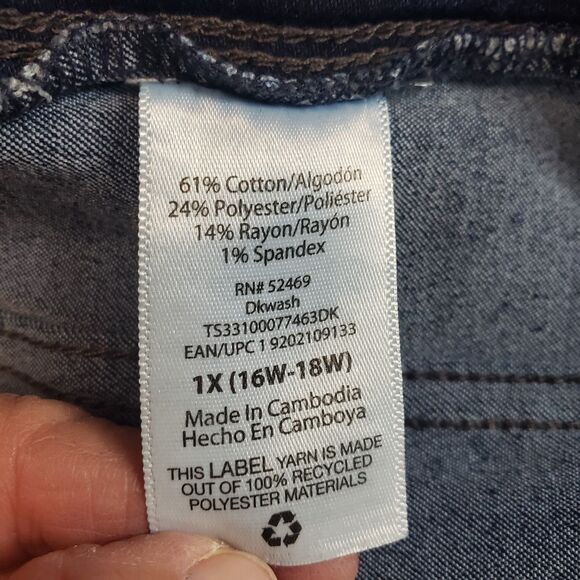 61% Cotton/Algodón
24% Polyester/Poliéster
14% Rayon/Rayón
1% Spandex
RN# 52469
Dkwash
TS33100077463DK
EAN/UPC 1 9202109133
1X (16W-18W)
Made In Cambodia
Hecho En Camboya
THIS LABEL YARN IS MADE
OUT OF 100% RECYCLED
POLYESTER MATERIALS